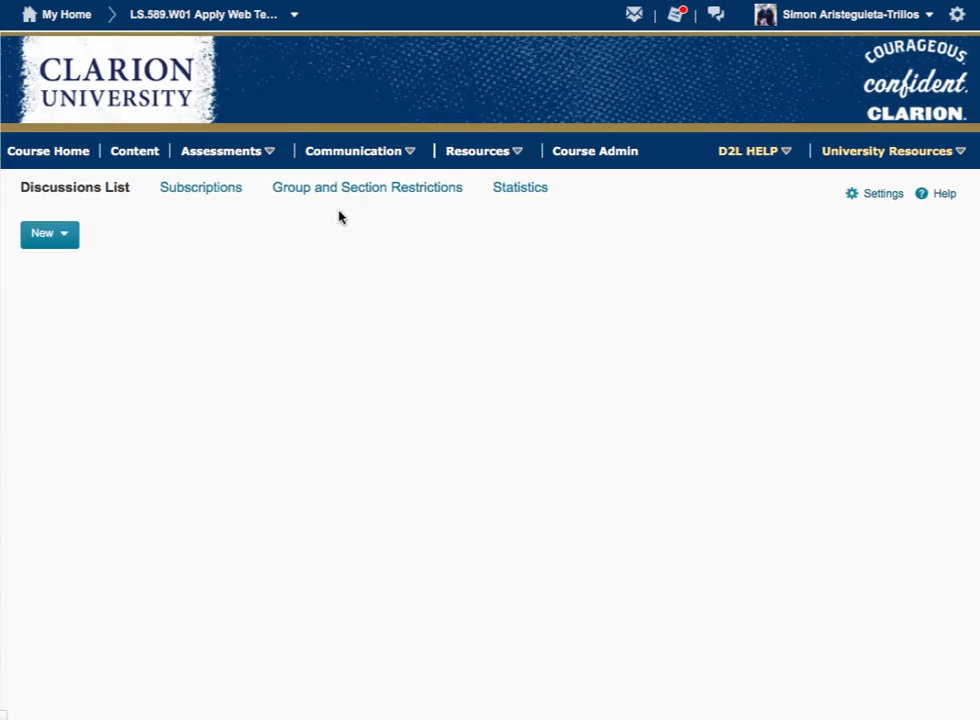 My Home
LS.589.W01 Apply Web Te...
Simon Aristeguieta-Trillos
CLARION
UNIVERSITY
COURAGEOUS.
confident.
CLARION.
Course Home
Content
Assessments
Communication
Resources
Course Admin
D2L HELP
University Resources
Discussions List
Subscriptions
Group and Section Restrictions
Statistics
Settings
Help
New